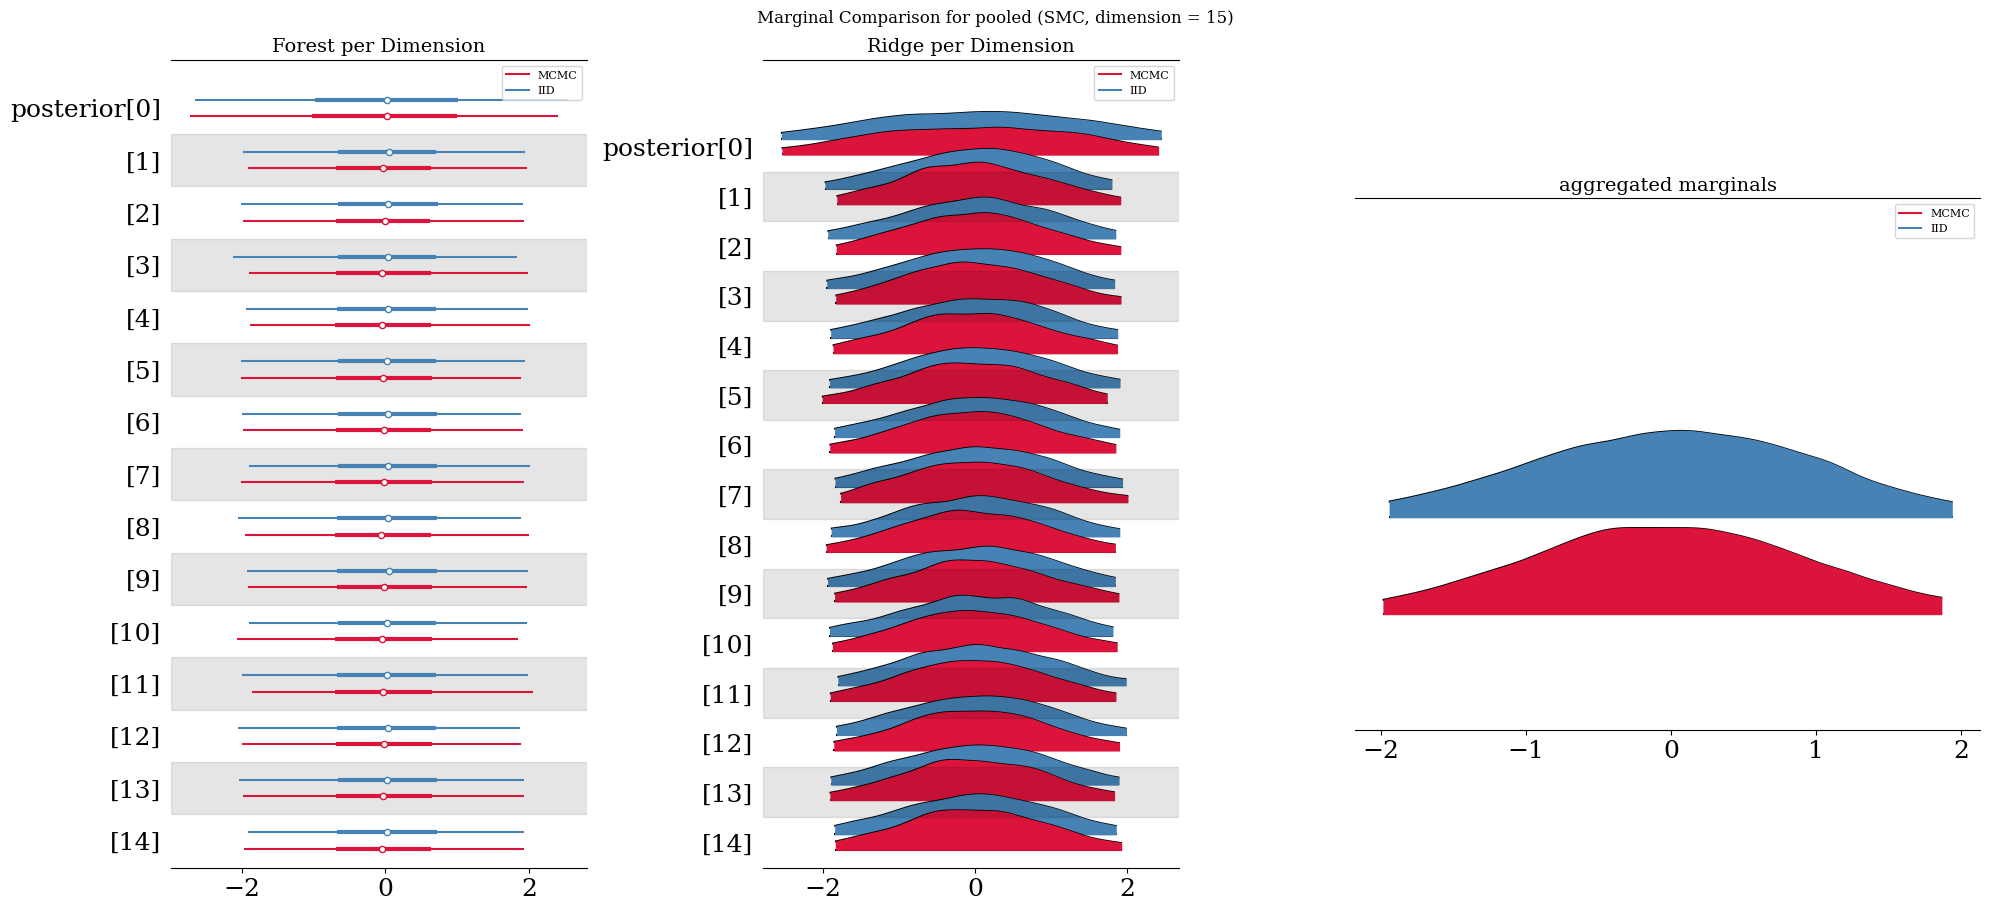 Marginal Comparison for pooled (SMC, dimension = 15)
Forest per Dimension
MCMC
IID
posterior[0]
[1]
[2]
[3]
[4]
[5]
[6]
[7]
[8]
[9]
[10]
[11]
[12]
[13]
[14]
−2 0 2
Ridge per Dimension
MCMC
IID
posterior[0]
[1]
[2]
[3]
[4]
[5]
[6]
[7]
[8]
[9]
[10]
[11]
[12]
[13]
[14]
−2 0 2
aggregated marginals
MCMC
IID
−2 −1 0 1 2